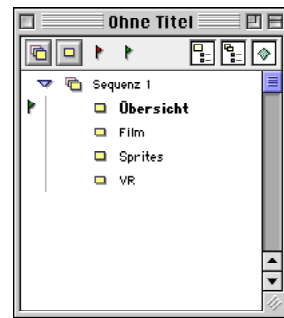 Ohne Titel
Sequenz 1
Übersicht
Film
Sprites
VR